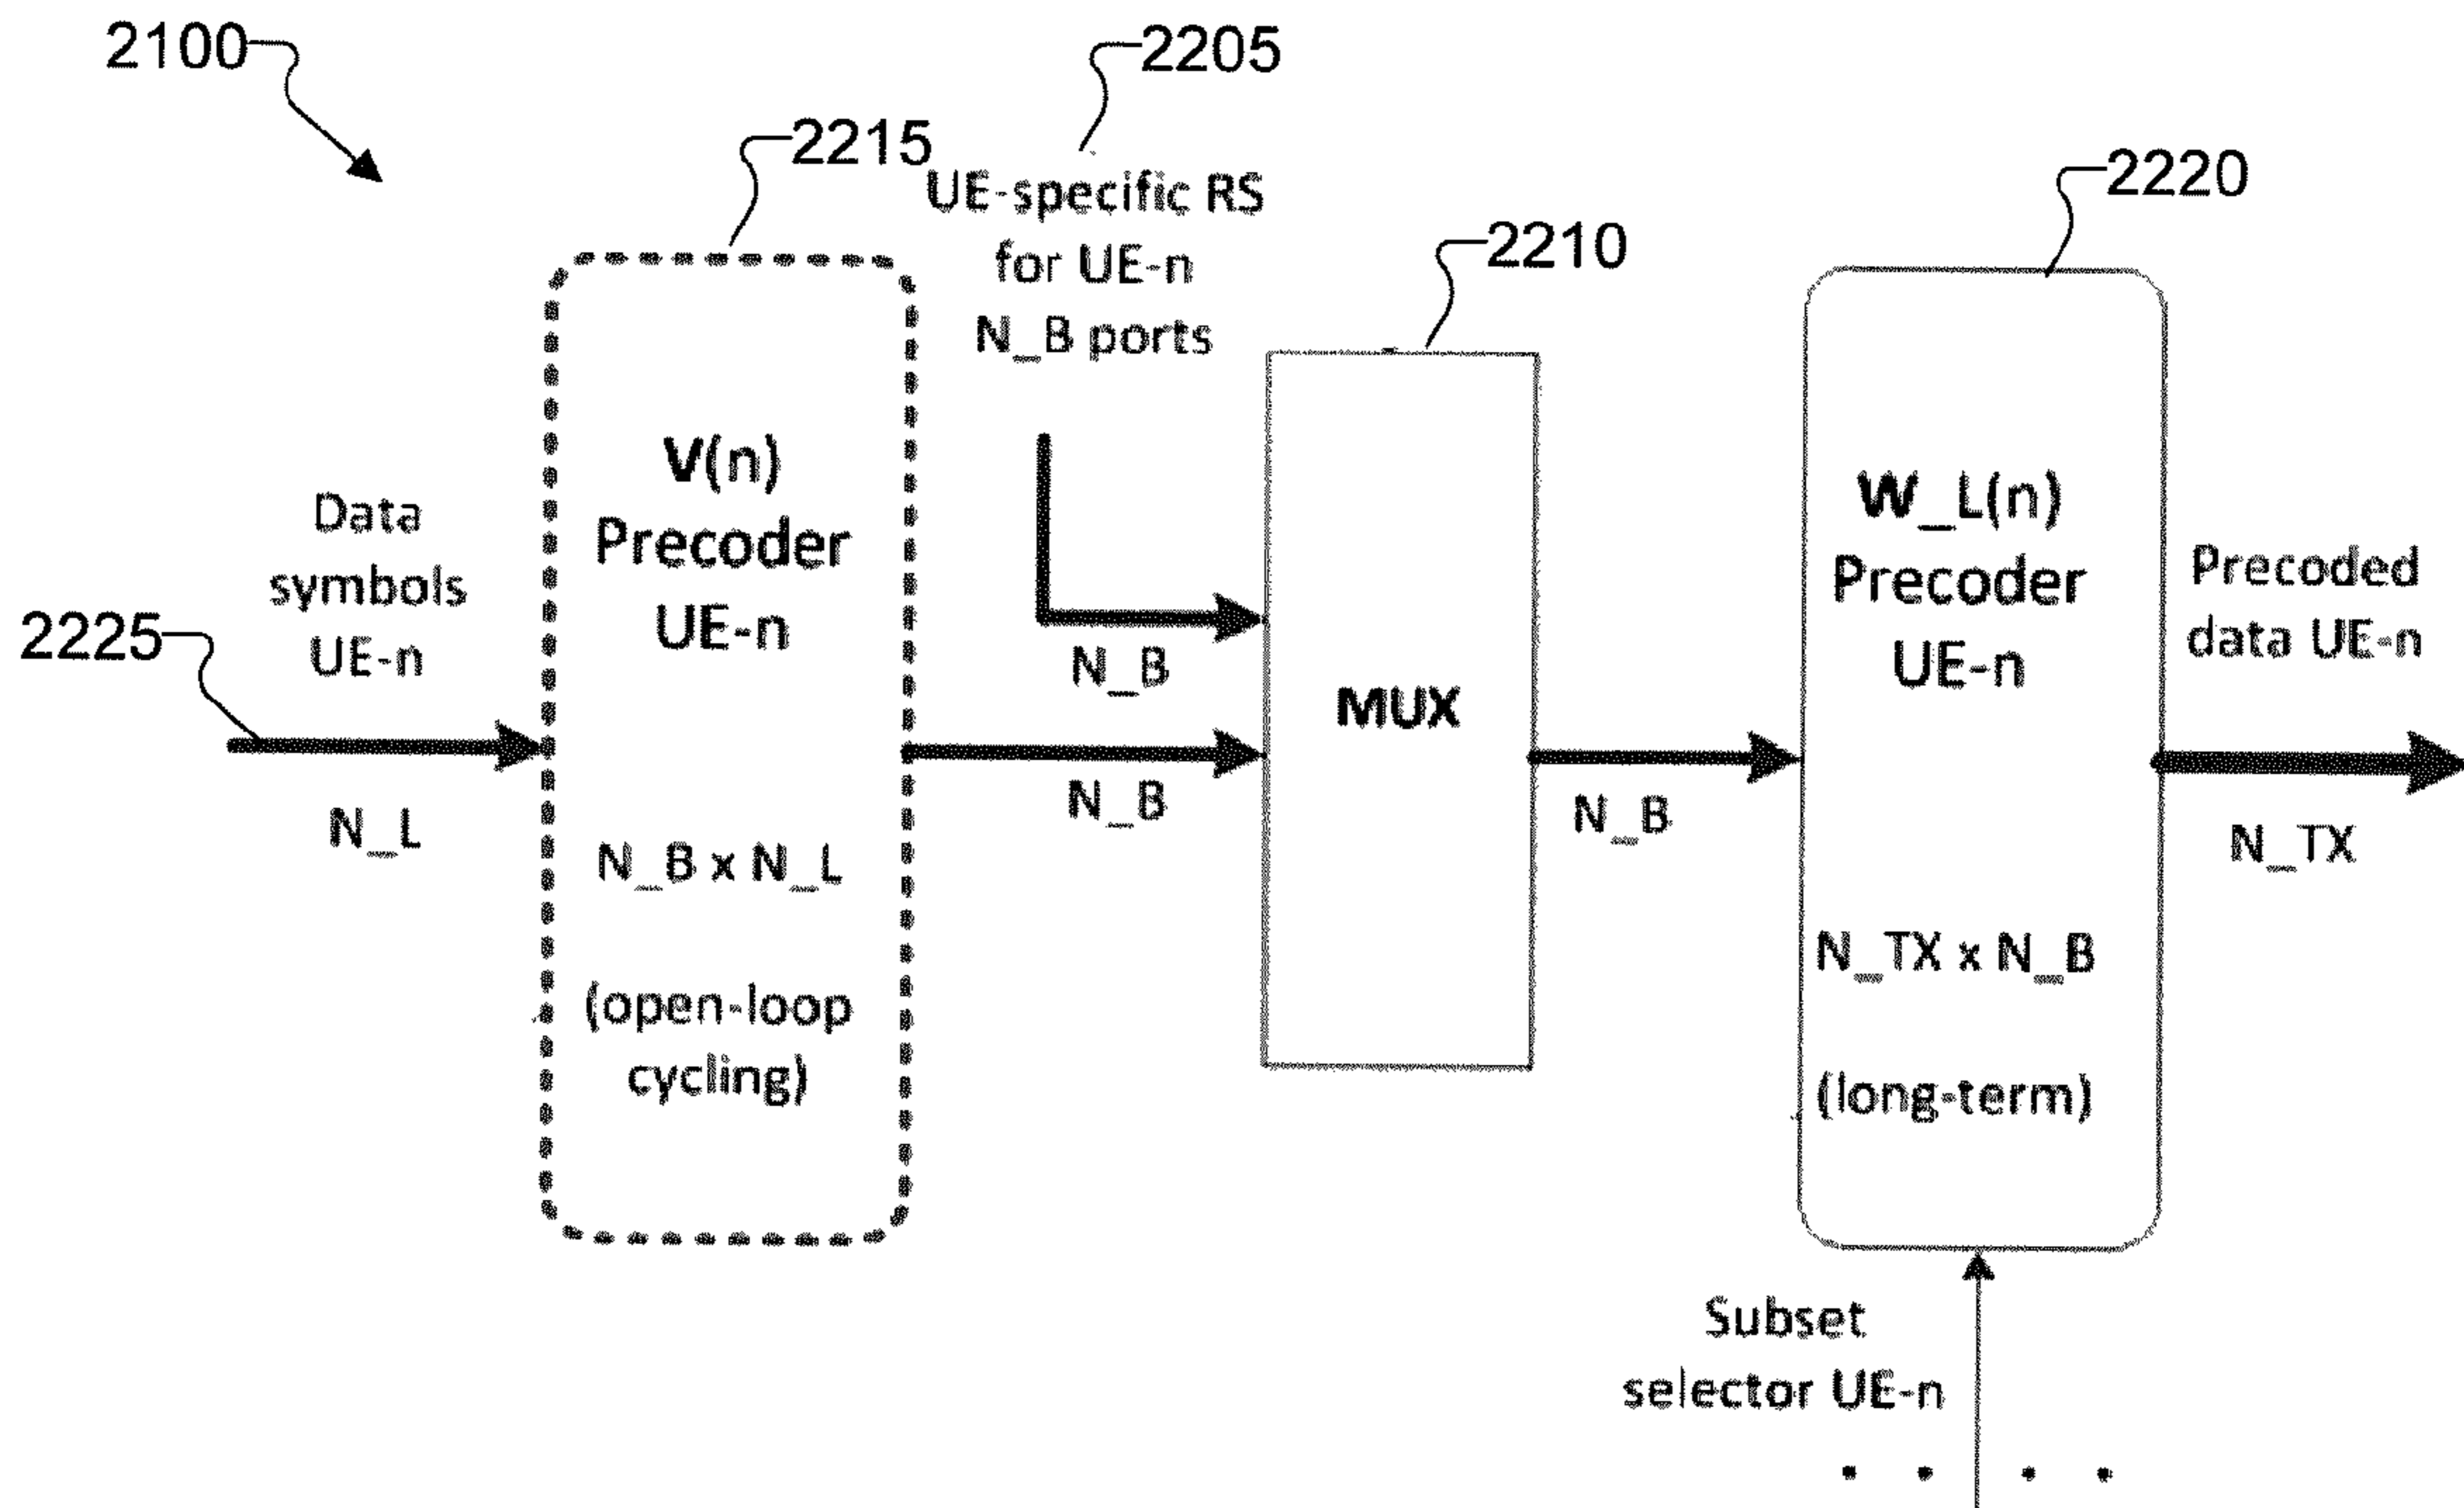 2100
2205
2215
2220
2210
UE-specific RS
for UE-n
N_B ports
V(n)
Precoder
UE-n
N_B x N_L
(open-loop
cycling)
Data
symbols
UE-n
2225
N_L
N_B
N_B
MUX
N_B
W_L(n)
Precoder
UE-n
N_TX x N_B
(long-term)
Precoded
data UE-n
N_TX
Subset
selector UE-n
. . . .